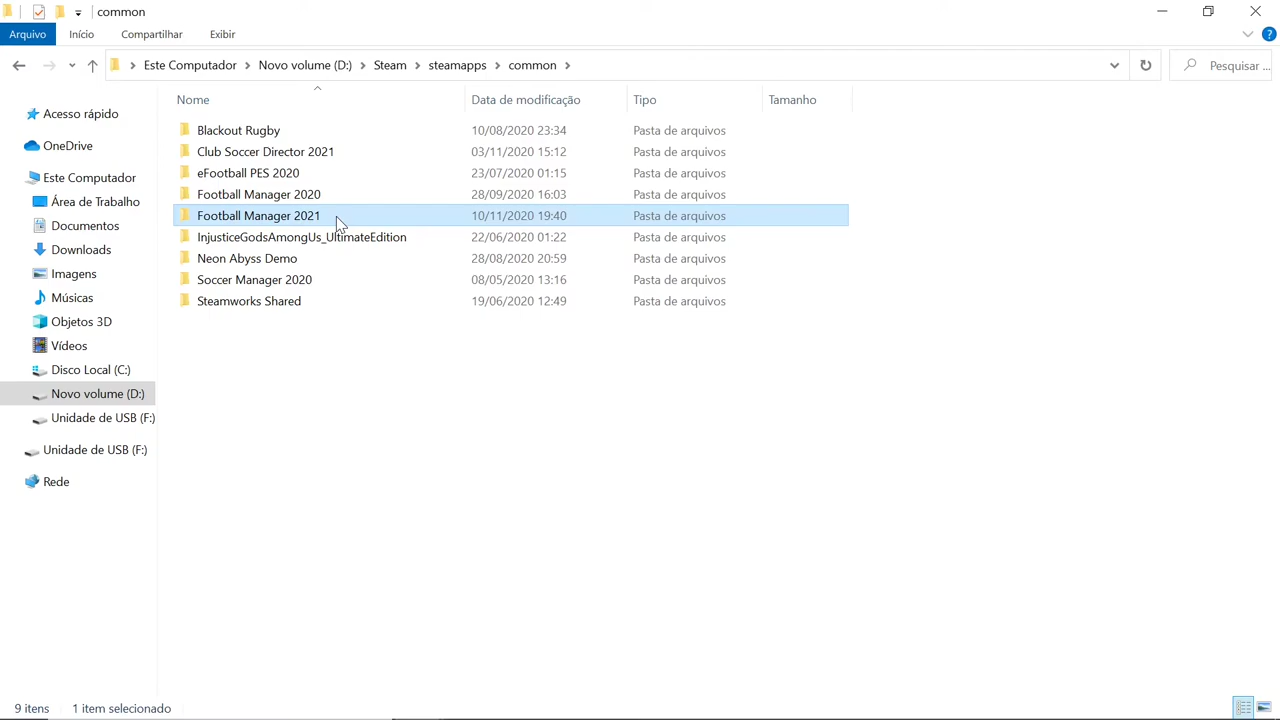 common
Arquivo Início Compartilhar Exibir
Este Computador Novo volume (D:) Steam steamapps common Pesquisar ...
Nome Data de modificação Tipo Tamanho
Acesso rápido
OneDrive
Este Computador
Área de Trabalho
Documentos
Downloads
Imagens
Músicas
Objetos 3D
Vídeos
Disco Local (C:)
Novo volume (D:)
Unidade de USB (F:)
Unidade de USB (F:)
Rede
Blackout Rugby 10/08/2020 23:34 Pasta de arquivos
Club Soccer Director 2021 03/11/2020 15:12 Pasta de arquivos
eFootball PES 2020 23/07/2020 01:15 Pasta de arquivos
Football Manager 2020 28/09/2020 16:03 Pasta de arquivos
Football Manager 2021 10/11/2020 19:40 Pasta de arquivos
InjusticeGodsAmongUs_UltimateEdition 22/06/2020 01:22 Pasta de arquivos
Neon Abyss Demo 28/08/2020 20:59 Pasta de arquivos
Soccer Manager 2020 08/05/2020 13:16 Pasta de arquivos
Steamworks Shared 19/06/2020 12:49 Pasta de arquivos
9 itens 1 item selecionado